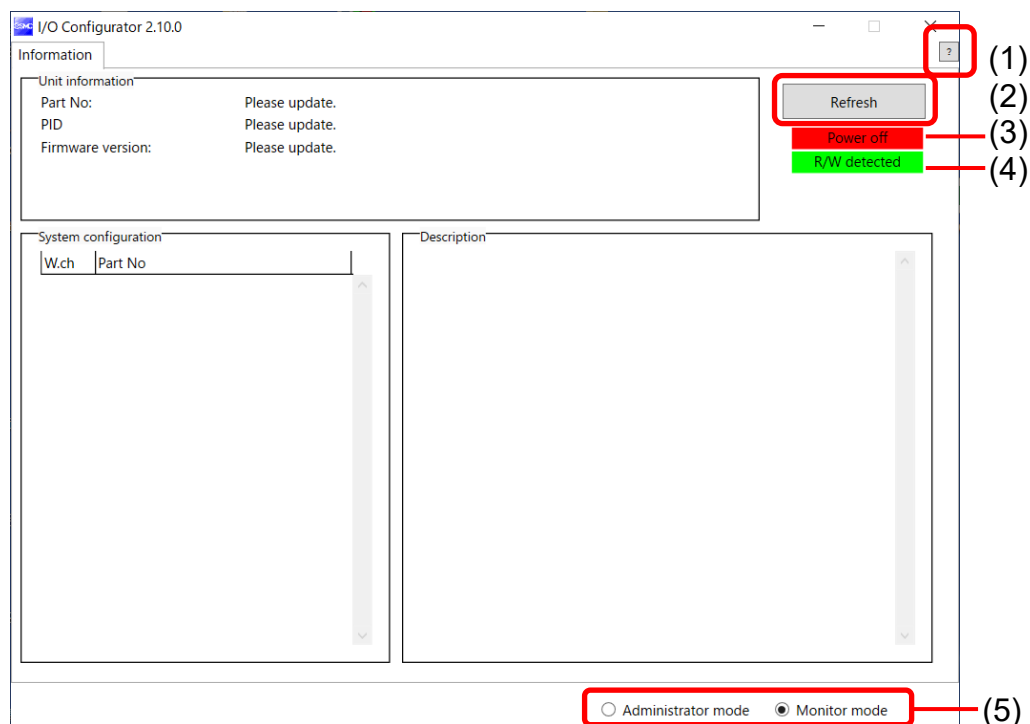 SMC I/O Configurator 2.10.0
Information
?
(1)
Unit information
Part No: Please update.
PID Please update.
Firmware version: Please update.
Refresh
(2)
Power off
(3)
R/W detected
(4)
System configuration
W.ch Part No
Description
Administrator mode Monitor mode
(5)